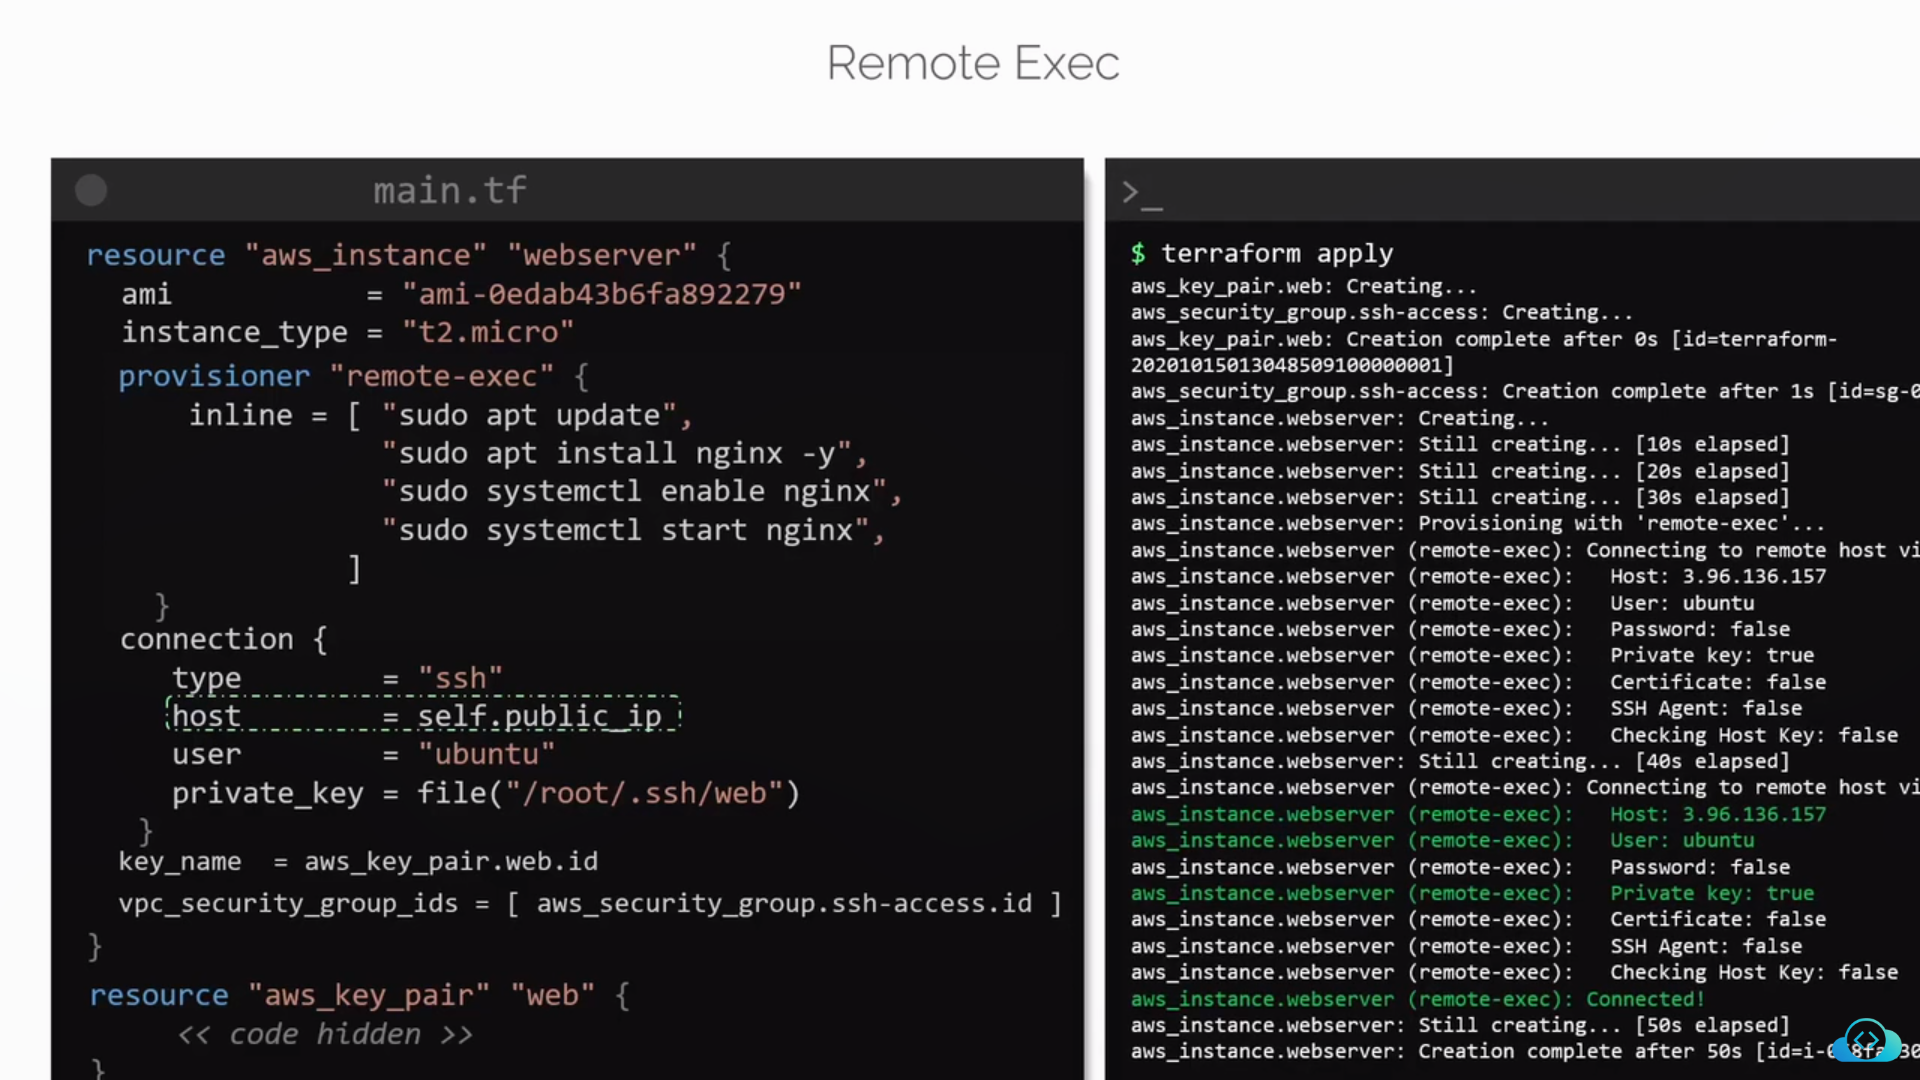 Remote Exec
main.tf
resource "aws_instance" "webserver" {
ami = "ami-0edab43b6fa892279"
instance_type = "t2.micro"
provisioner "remote-exec" {
inline = [ "sudo apt update",
"sudo apt install nginx -y",
"sudo systemctl enable nginx",
"sudo systemctl start nginx",
]
}
connection {
type = "ssh"
host = self.public_ip
user = "ubuntu"
private_key = file("/root/.ssh/web")
}
key_name = aws_key_pair.web.id
vpc_security_group_ids = [ aws_security_group.ssh-access.id ]
}
resource "aws_key_pair" "web" {
<< code hidden >>
}
>_
$ terraform apply
aws_key_pair.web: Creating...
aws_security_group.ssh-access: Creating...
aws_key_pair.web: Creation complete after 0s [id=terraform-
20201015013048509100000001]
aws_security_group.ssh-access: Creation complete after 1s [id=sg-0
aws_instance.webserver: Creating...
aws_instance.webserver: Still creating... [10s elapsed]
aws_instance.webserver: Still creating... [20s elapsed]
aws_instance.webserver: Still creating... [30s elapsed]
aws_instance.webserver: Provisioning with 'remote-exec'...
aws_instance.webserver (remote-exec): Connecting to remote host vi
aws_instance.webserver (remote-exec): Host: 3.96.136.157
aws_instance.webserver (remote-exec): User: ubuntu
aws_instance.webserver (remote-exec): Password: false
aws_instance.webserver (remote-exec): Private key: true
aws_instance.webserver (remote-exec): Certificate: false
aws_instance.webserver (remote-exec): SSH Agent: false
aws_instance.webserver (remote-exec): Checking Host Key: false
aws_instance.webserver: Still creating... [40s elapsed]
aws_instance.webserver (remote-exec): Connecting to remote host vi
aws_instance.webserver (remote-exec): Host: 3.96.136.157
aws_instance.webserver (remote-exec): User: ubuntu
aws_instance.webserver (remote-exec): Password: false
aws_instance.webserver (remote-exec): Private key: true
aws_instance.webserver (remote-exec): Certificate: false
aws_instance.webserver (remote-exec): SSH Agent: false
aws_instance.webserver (remote-exec): Checking Host Key: false
aws_instance.webserver (remote-exec): Connected!
aws_instance.webserver: Still creating... [50s elapsed]
aws_instance.webserver: Creation complete after 50s